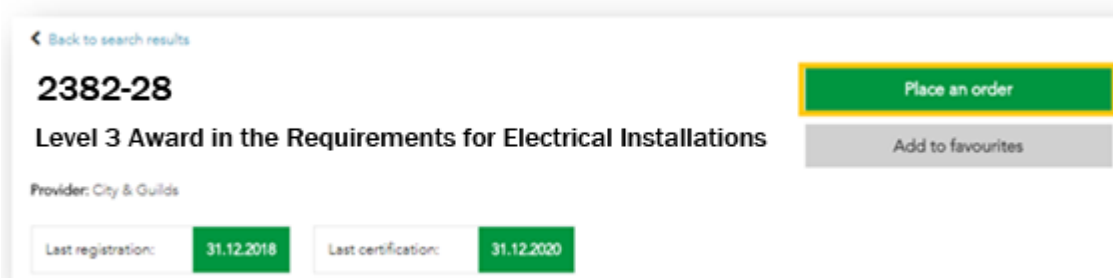 Back to search results
2382-28
Place an order
Level 3 Award in the Requirements for Electrical Installations
Add to favourites
Provider: City & Guilds
Last registration: 31.12.2018 Last certification: 31.12.2020